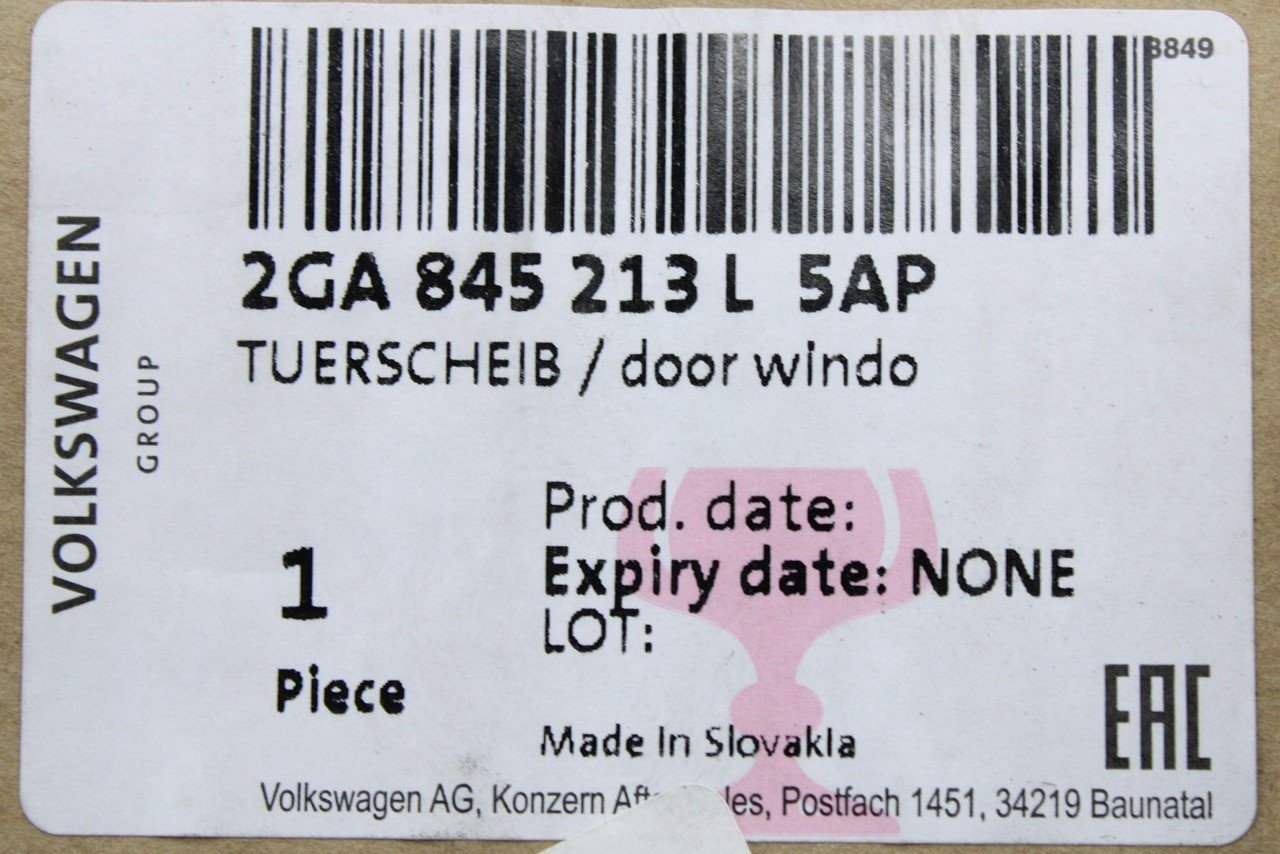 3849
2GA 845 213 L 5AP
TUERSCHEIB / door windo
VOLKSWAGEN
GROUP
Prod. date:
Expiry date: NONE
LOT:
1
Piece
Made In Slovakia
EAC
Volkswagen AG, Konzern les, Postfach 1451, 34219 Baunatal